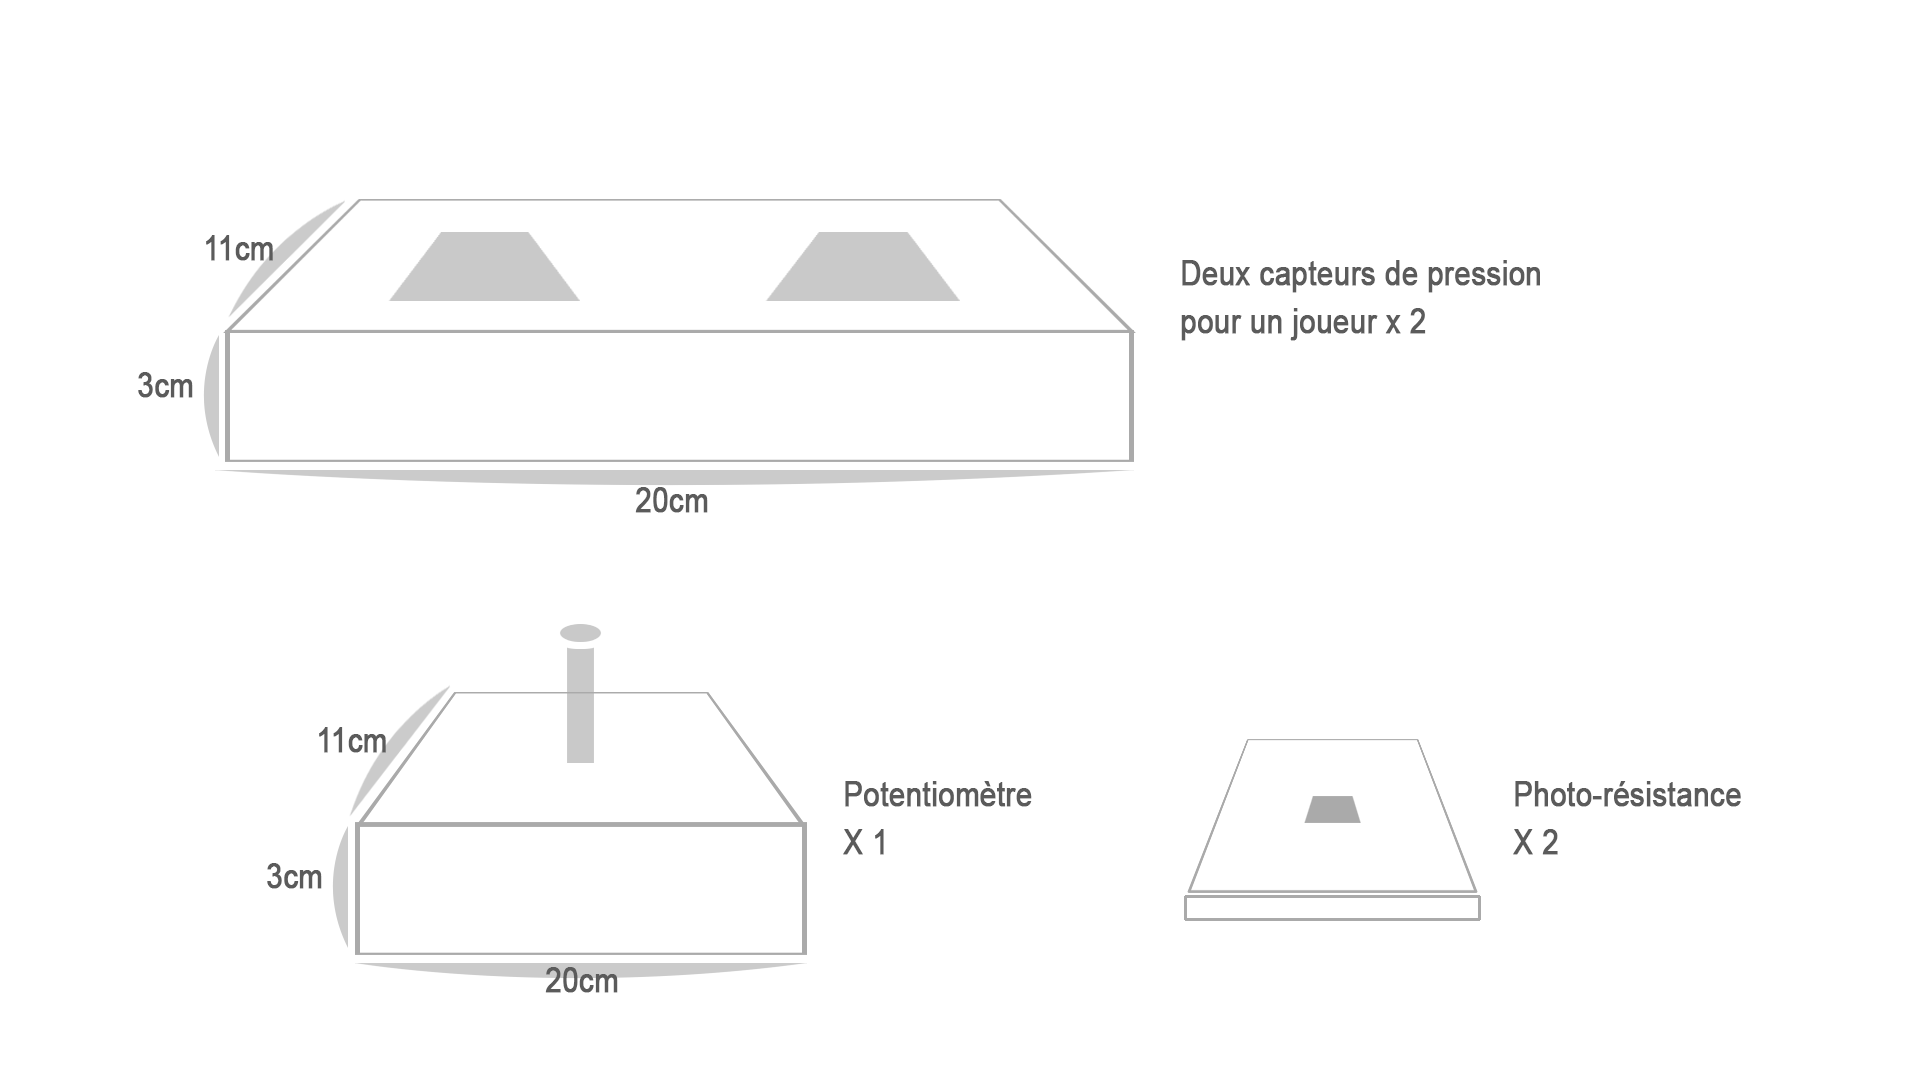 11cm
Deux capteurs de pression
pour un joueur x 2
3cm
20cm
11cm
Potentiomètre
X 1
3cm
20cm
Photo-résistance
X 2